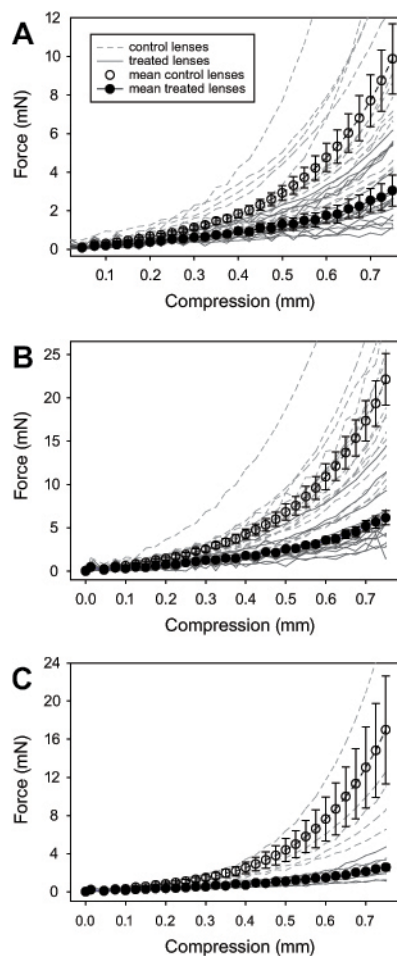 A
12
10
8
6
4
2
0
Force (mN)
control lenses
treated lenses
mean control lenses
mean treated lenses
0.1 0.2 0.3 0.4 0.5 0.6 0.7
Compression (mm)
B
25
20
15
10
5
0
Force (mN)
0.0 0.1 0.2 0.3 0.4 0.5 0.6 0.7
Compression (mm)
C
24
20
16
12
8
4
0
Force (mN)
0.0 0.1 0.2 0.3 0.4 0.5 0.6 0.7
Compression (mm)